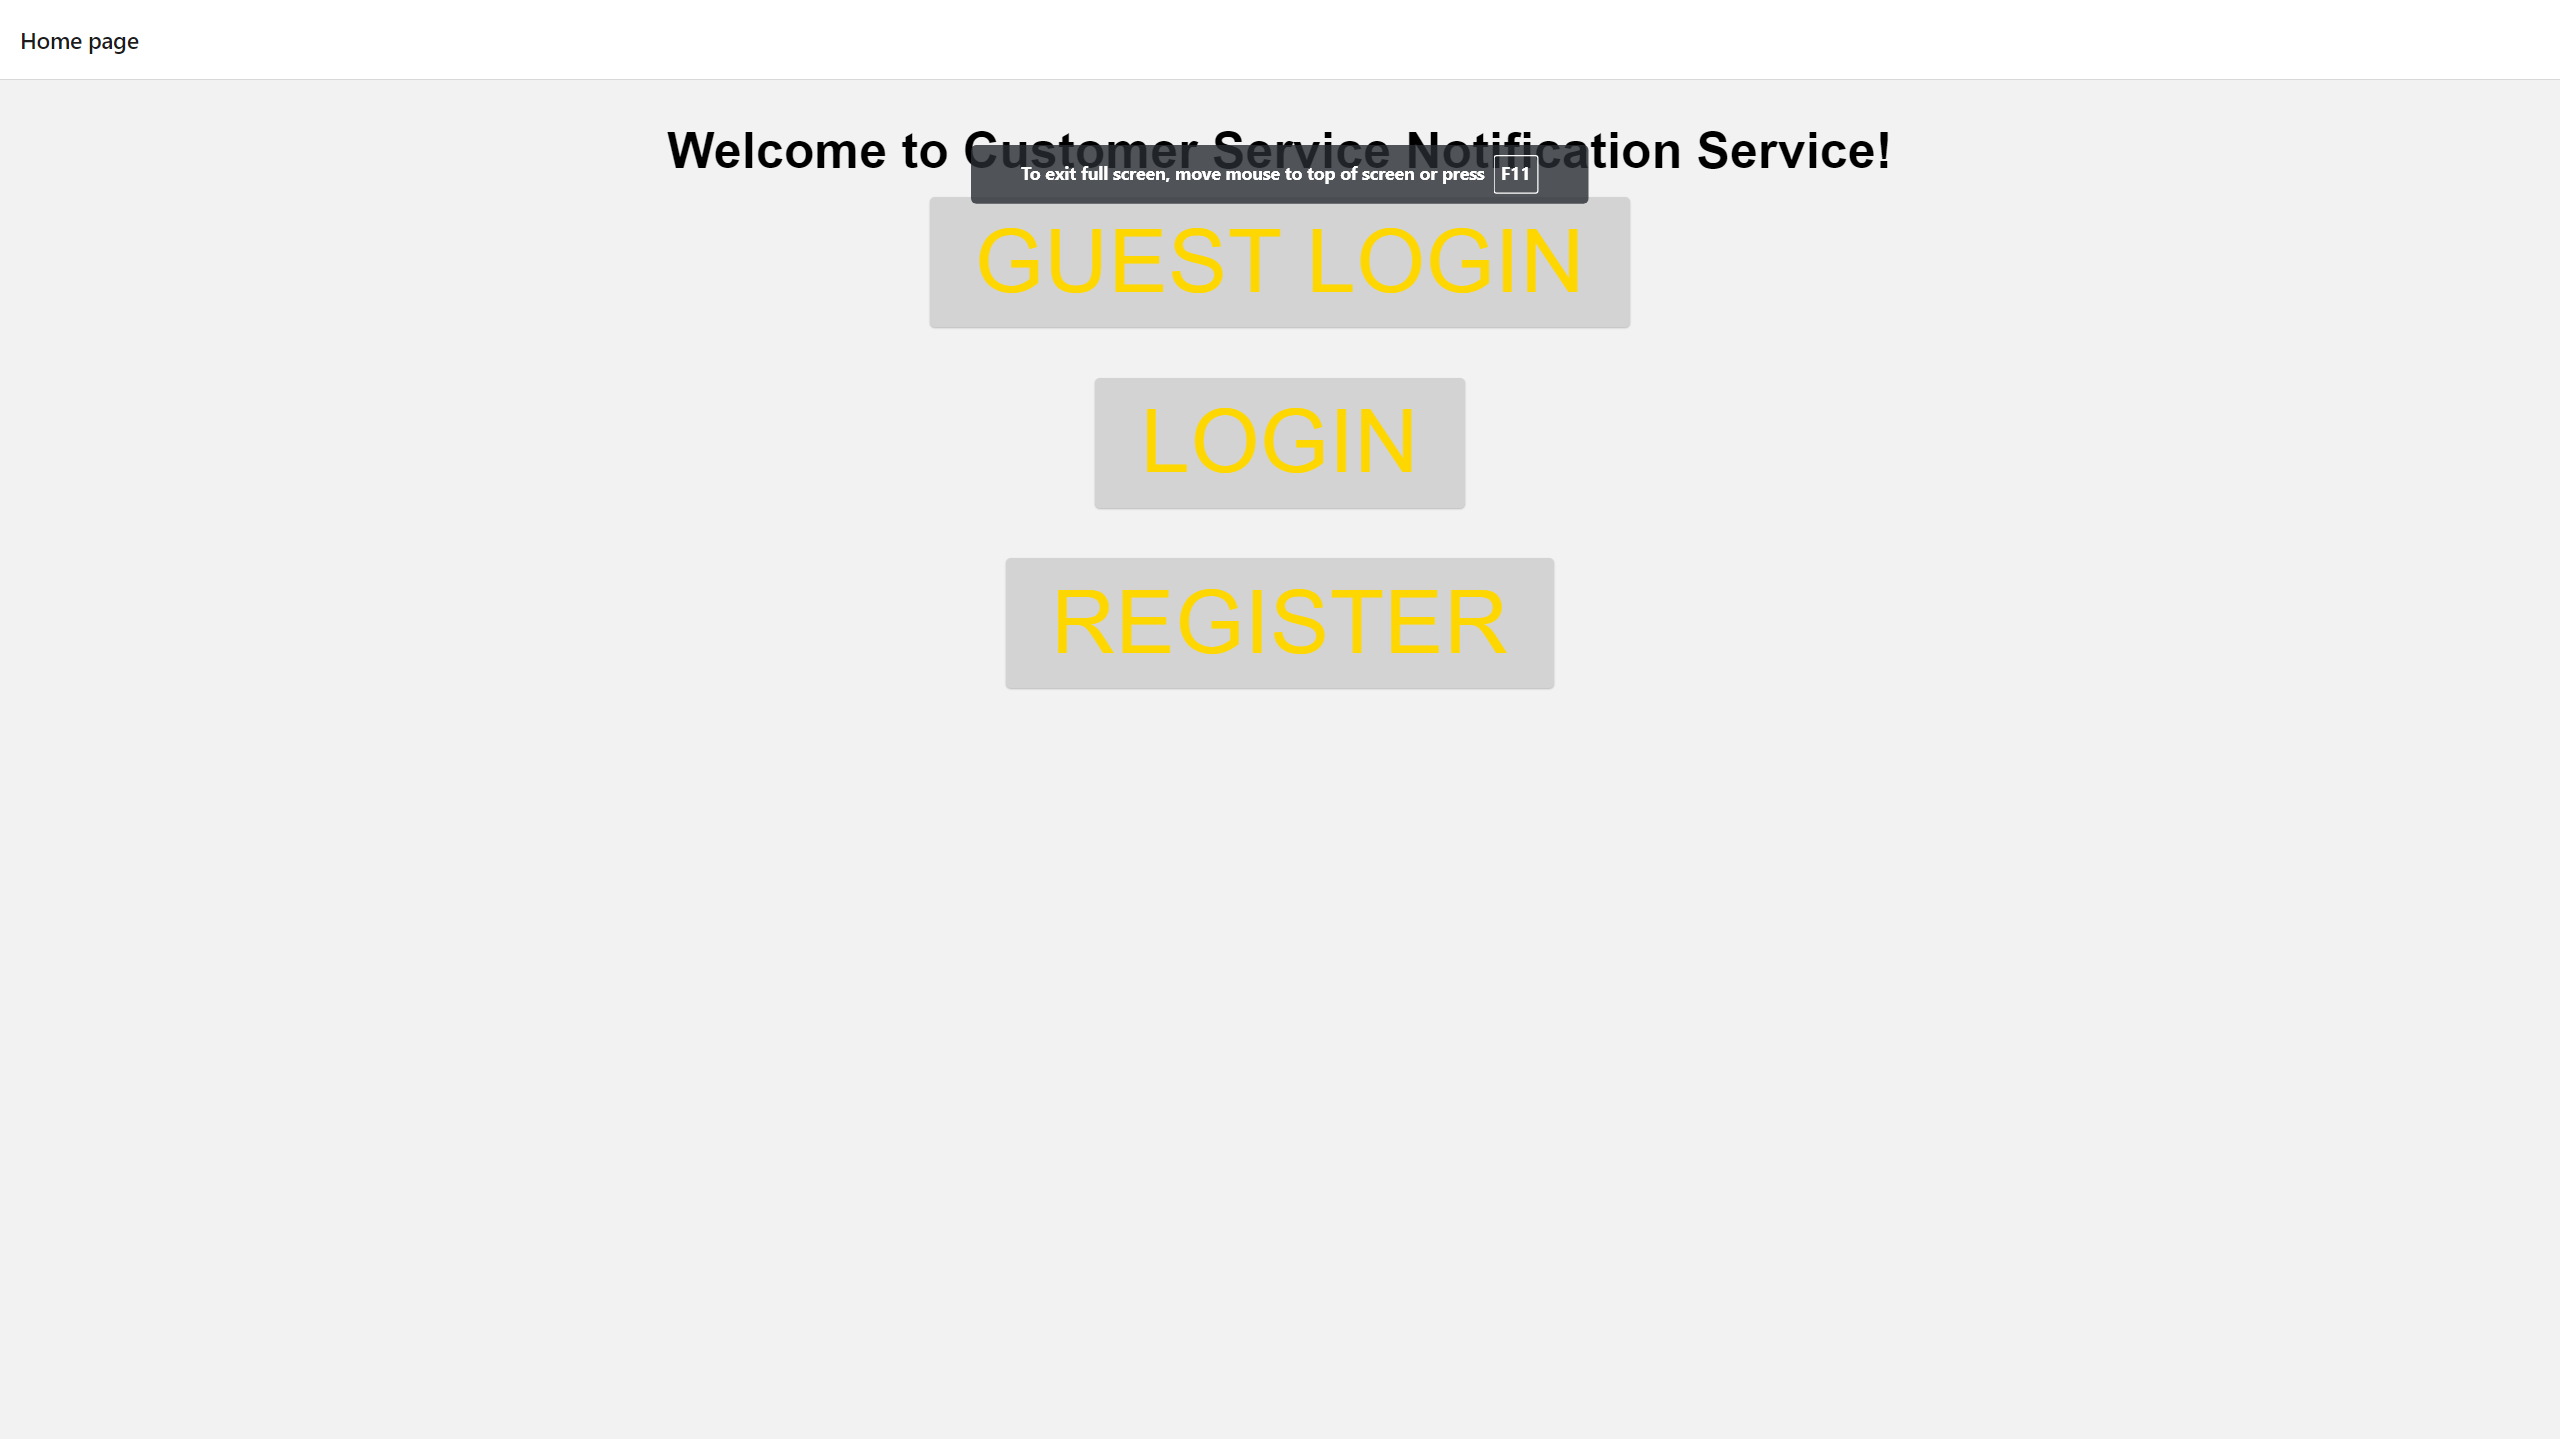 Home page
Welcome to Customer Service Notification Service!
To exit full screen, move mouse to top of screen or press F11
GUEST LOGIN
LOGIN
REGISTER